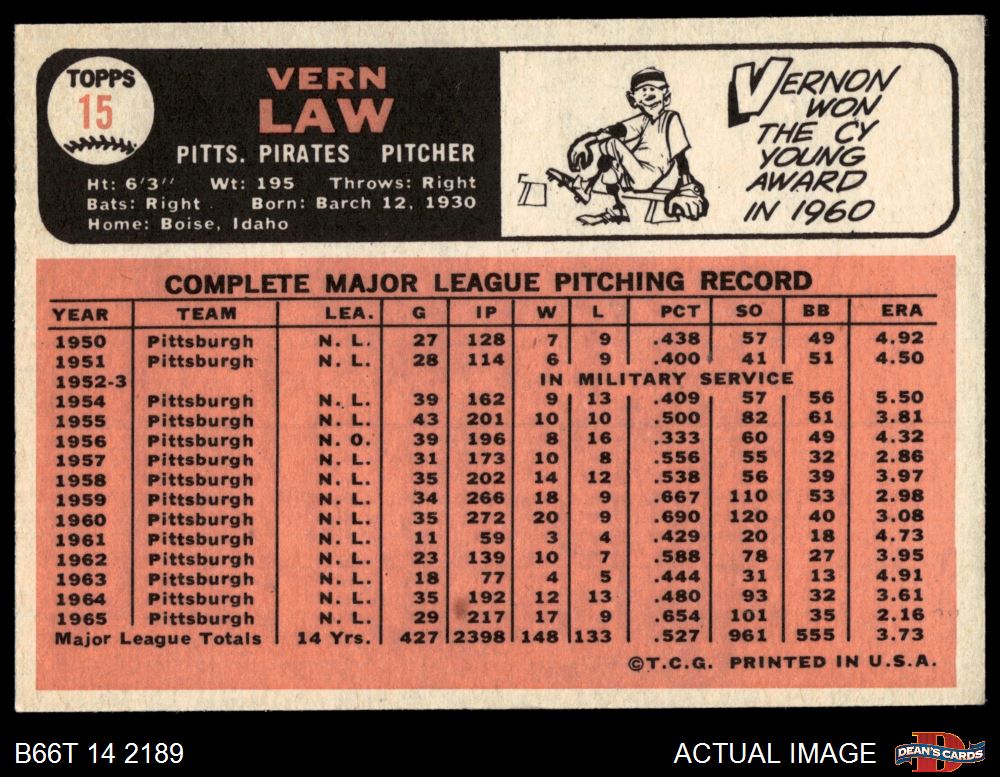 TOPPS
15
VERN
LAW
PITTS. PIRATES PITCHER
Ht: 6'3" Wt: 195 Throws: Right
Bats: Right Born: Barch 12, 1930
Home: Boise, Idaho
VERNON
WON
THE CY
YOUNG
AWARD
IN 1960
COMPLETE MAJOR LEAGUE PITCHING RECORD
YEAR TEAM LEA. G IP W L PCT SO BB ERA
1950 Pittsburgh N. L. 27 128 7 9 .438 57 49 4.92
1951 Pittsburgh N. L. 28 114 6 9 .400 41 51 4.50
1952-3 IN MILITARY SERVICE
1954 Pittsburgh N. L. 39 162 9 13 .409 57 56 5.50
1955 Pittsburgh N. L. 43 201 10 10 .500 82 61 3.81
1956 Pittsburgh N. O. 39 196 8 16 .333 60 49 4.32
1957 Pittsburgh N. L. 31 173 10 8 .556 55 32 2.86
1958 Pittsburgh N. L. 35 202 14 12 .538 56 39 3.97
1959 Pittsburgh N. L. 34 266 18 9 .667 110 53 2.98
1960 Pittsburgh N. L. 35 272 20 9 .690 120 40 3.08
1961 Pittsburgh N. L. 11 59 3 4 .429 20 18 4.73
1962 Pittsburgh N. L. 23 139 10 7 .588 78 27 3.95
1963 Pittsburgh N. L. 18 77 4 5 .444 31 13 4.91
1964 Pittsburgh N. L. 35 192 12 13 .480 93 32 3.61
1965 Pittsburgh N. L. 29 217 17 9 .654 101 35 2.16
Major League Totals 14 Yrs. 427 2398 148 133 .527 961 555 3.73
©T.C.G. PRINTED IN U.S.A.
B66T 14 2189
ACTUAL IMAGE
D
DEAN'S CARDS